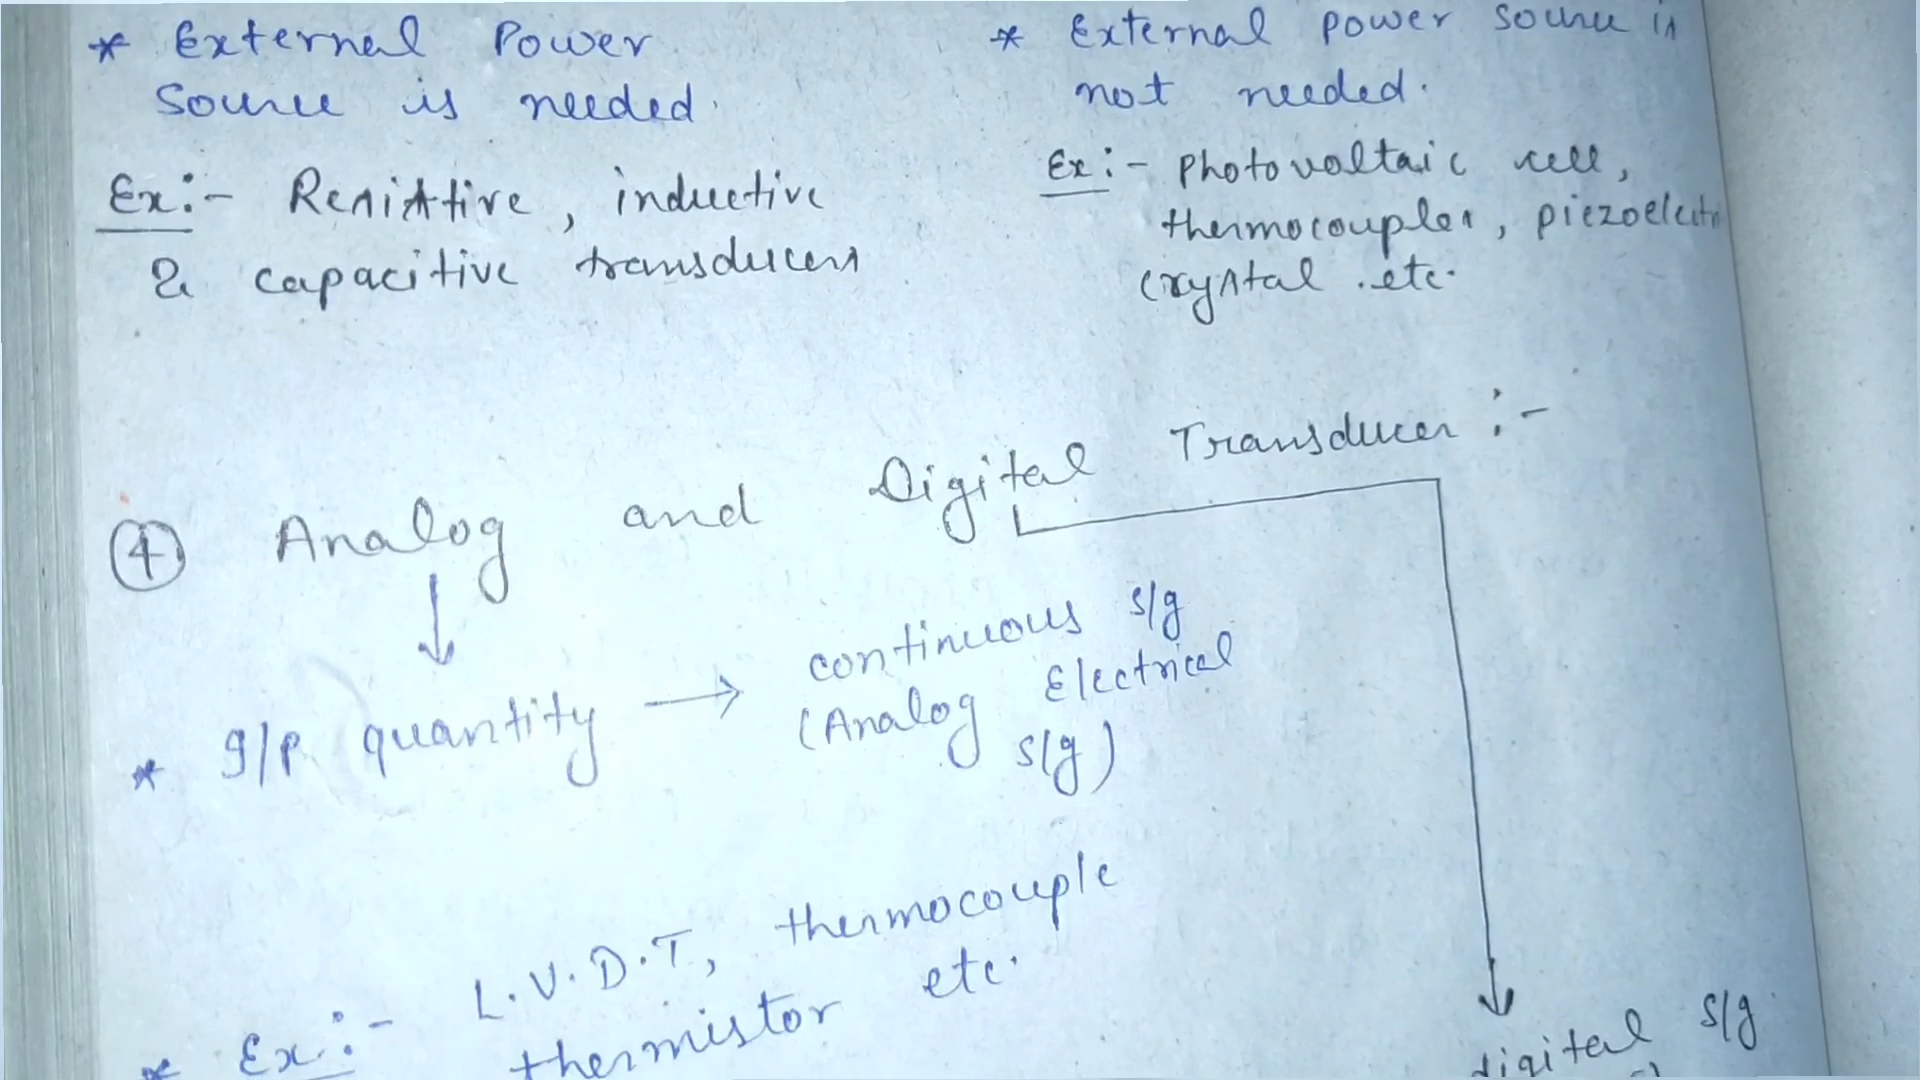 * External Power
Source is needed.
Ex:- Resistive, inductive
& capacitive transducers
* External power source is
not needed.
Ex:- Photovoltaic cell,
thermocouples, piezoelectri
crystal .etc.
④ Analog and Digital Transducer :-
* I/P quantity → continuous s/g
(Analog Electrical
s/g)
* Ex:- L.V.D.T, thermocouple
thermistor etc.
digital s/g